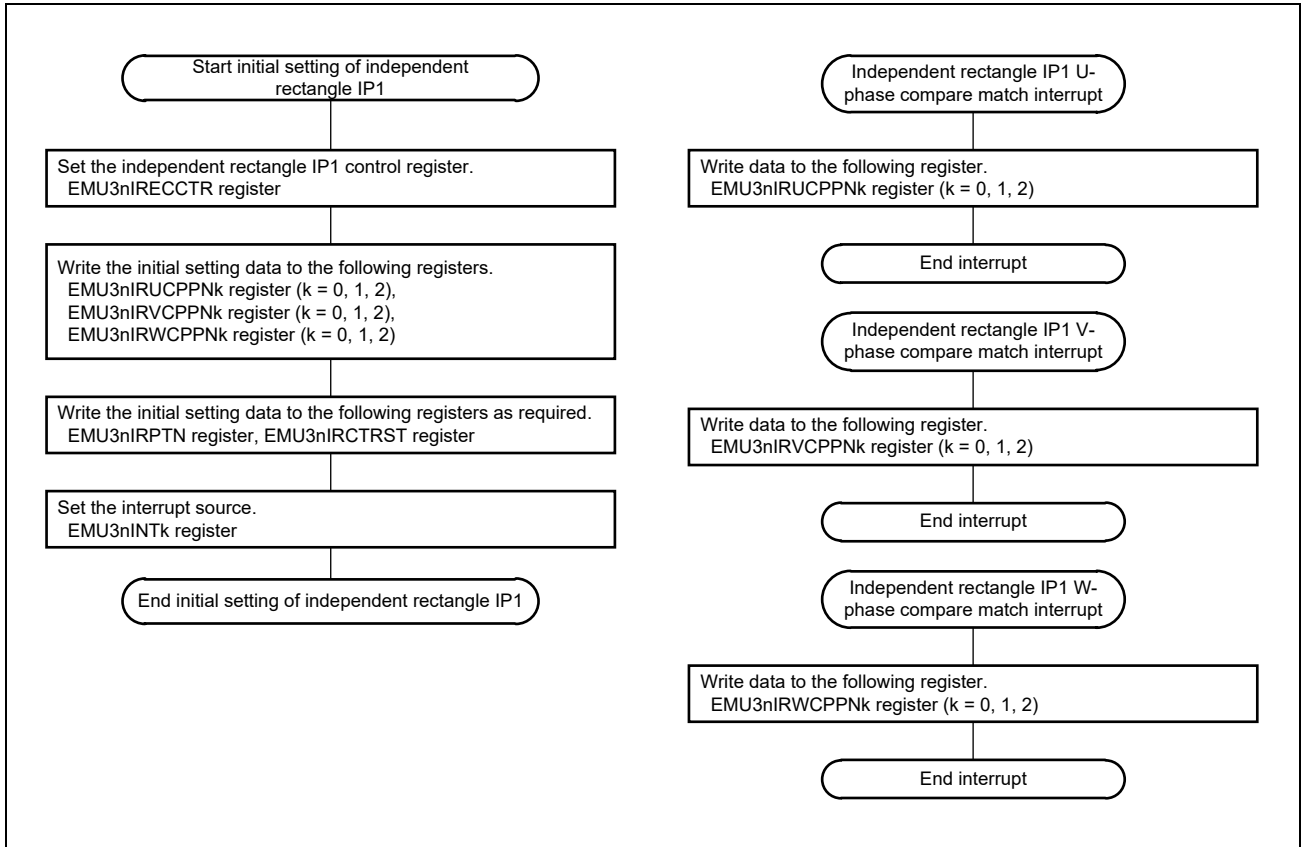 Start initial setting of independent
rectangle IP1
Set the independent rectangle IP1 control register.
EMU3nIRECCTR register
Write the initial setting data to the following registers.
EMU3nIRUCPPNk register (k = 0, 1, 2),
EMU3nIRVCPPNk register (k = 0, 1, 2),
EMU3nIRWCPPNk register (k = 0, 1, 2)
Write the initial setting data to the following registers as required.
EMU3nIRPTN register, EMU3nIRCTRST register
Set the interrupt source.
EMU3nINTk register
End initial setting of independent rectangle IP1
Independent rectangle IP1 U-
phase compare match interrupt
Write data to the following register.
EMU3nIRUCPPNk register (k = 0, 1, 2)
End interrupt
Independent rectangle IP1 V-
phase compare match interrupt
Write data to the following register.
EMU3nIRVCPPNk register (k = 0, 1, 2)
End interrupt
Independent rectangle IP1 W-
phase compare match interrupt
Write data to the following register.
EMU3nIRWCPPNk register (k = 0, 1, 2)
End interrupt